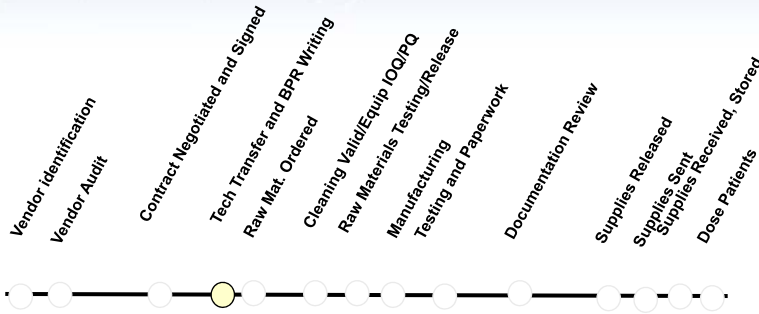 Vendor identification
Vendor Audit
Contract Negotiated and Signed
Tech Transfer and BPR Writing
Raw Mat. Ordered
Cleaning Valid/Equip IOQ/PQ
Raw Materials Testing/Release
Manufacturing
Testing and Paperwork
Documentation Review
Supplies Released
Supplies Sent
Supplies Received, Stored
Dose Patients